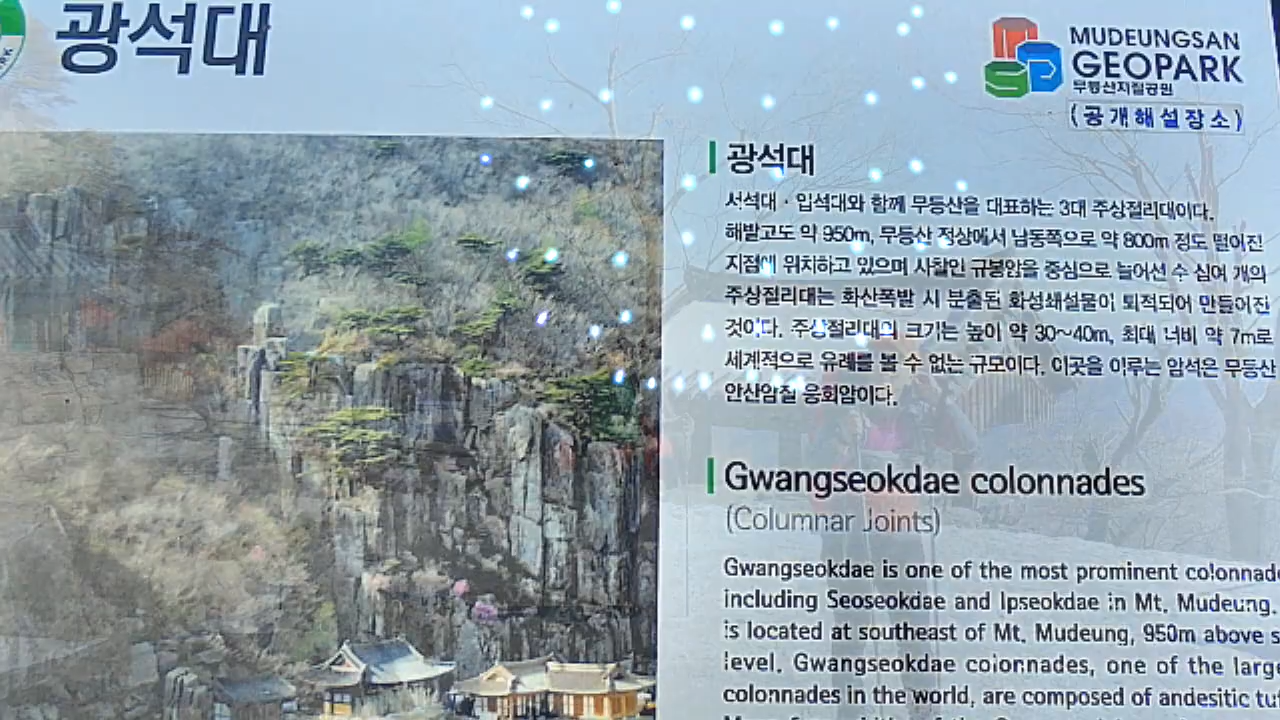 광석대
MUDEUNGSAN
GEOPARK
무등산지질공원
(공개해설장소)
광석대
서석대 · 입석대와 함께 무등산을 대표하는 3대 주상절리대이다.
해발고도 약 950m, 무등산 정상에서 남동쪽으로 약 800m 정도 떨어진
지점에 위치하고 있으며 사찰인 규봉암을 중심으로 늘어선 수 십여 개의
주상절리대는 화산폭발 시 분출된 화성쇄설물이 퇴적되어 만들어진
것이다. 주상절리대의 크기는 높이 약 30~40m, 최대 너비 약 7m로
세계적으로 유례를 볼 수 없는 규모이다. 이곳을 이루는 암석은 무등산
안산암질 응회암이다.
Gwangseokdae colonnades
(Columnar Joints)
Gwangseokdae is one of the most prominent colonnade
including Seoseokdae and Ipseokdae in Mt. Mudeung.
is located at southeast of Mt. Mudeung, 950m above s
level. Gwangseokdae colonnades, one of the large
colonnades in the world, are composed of andesitic tu